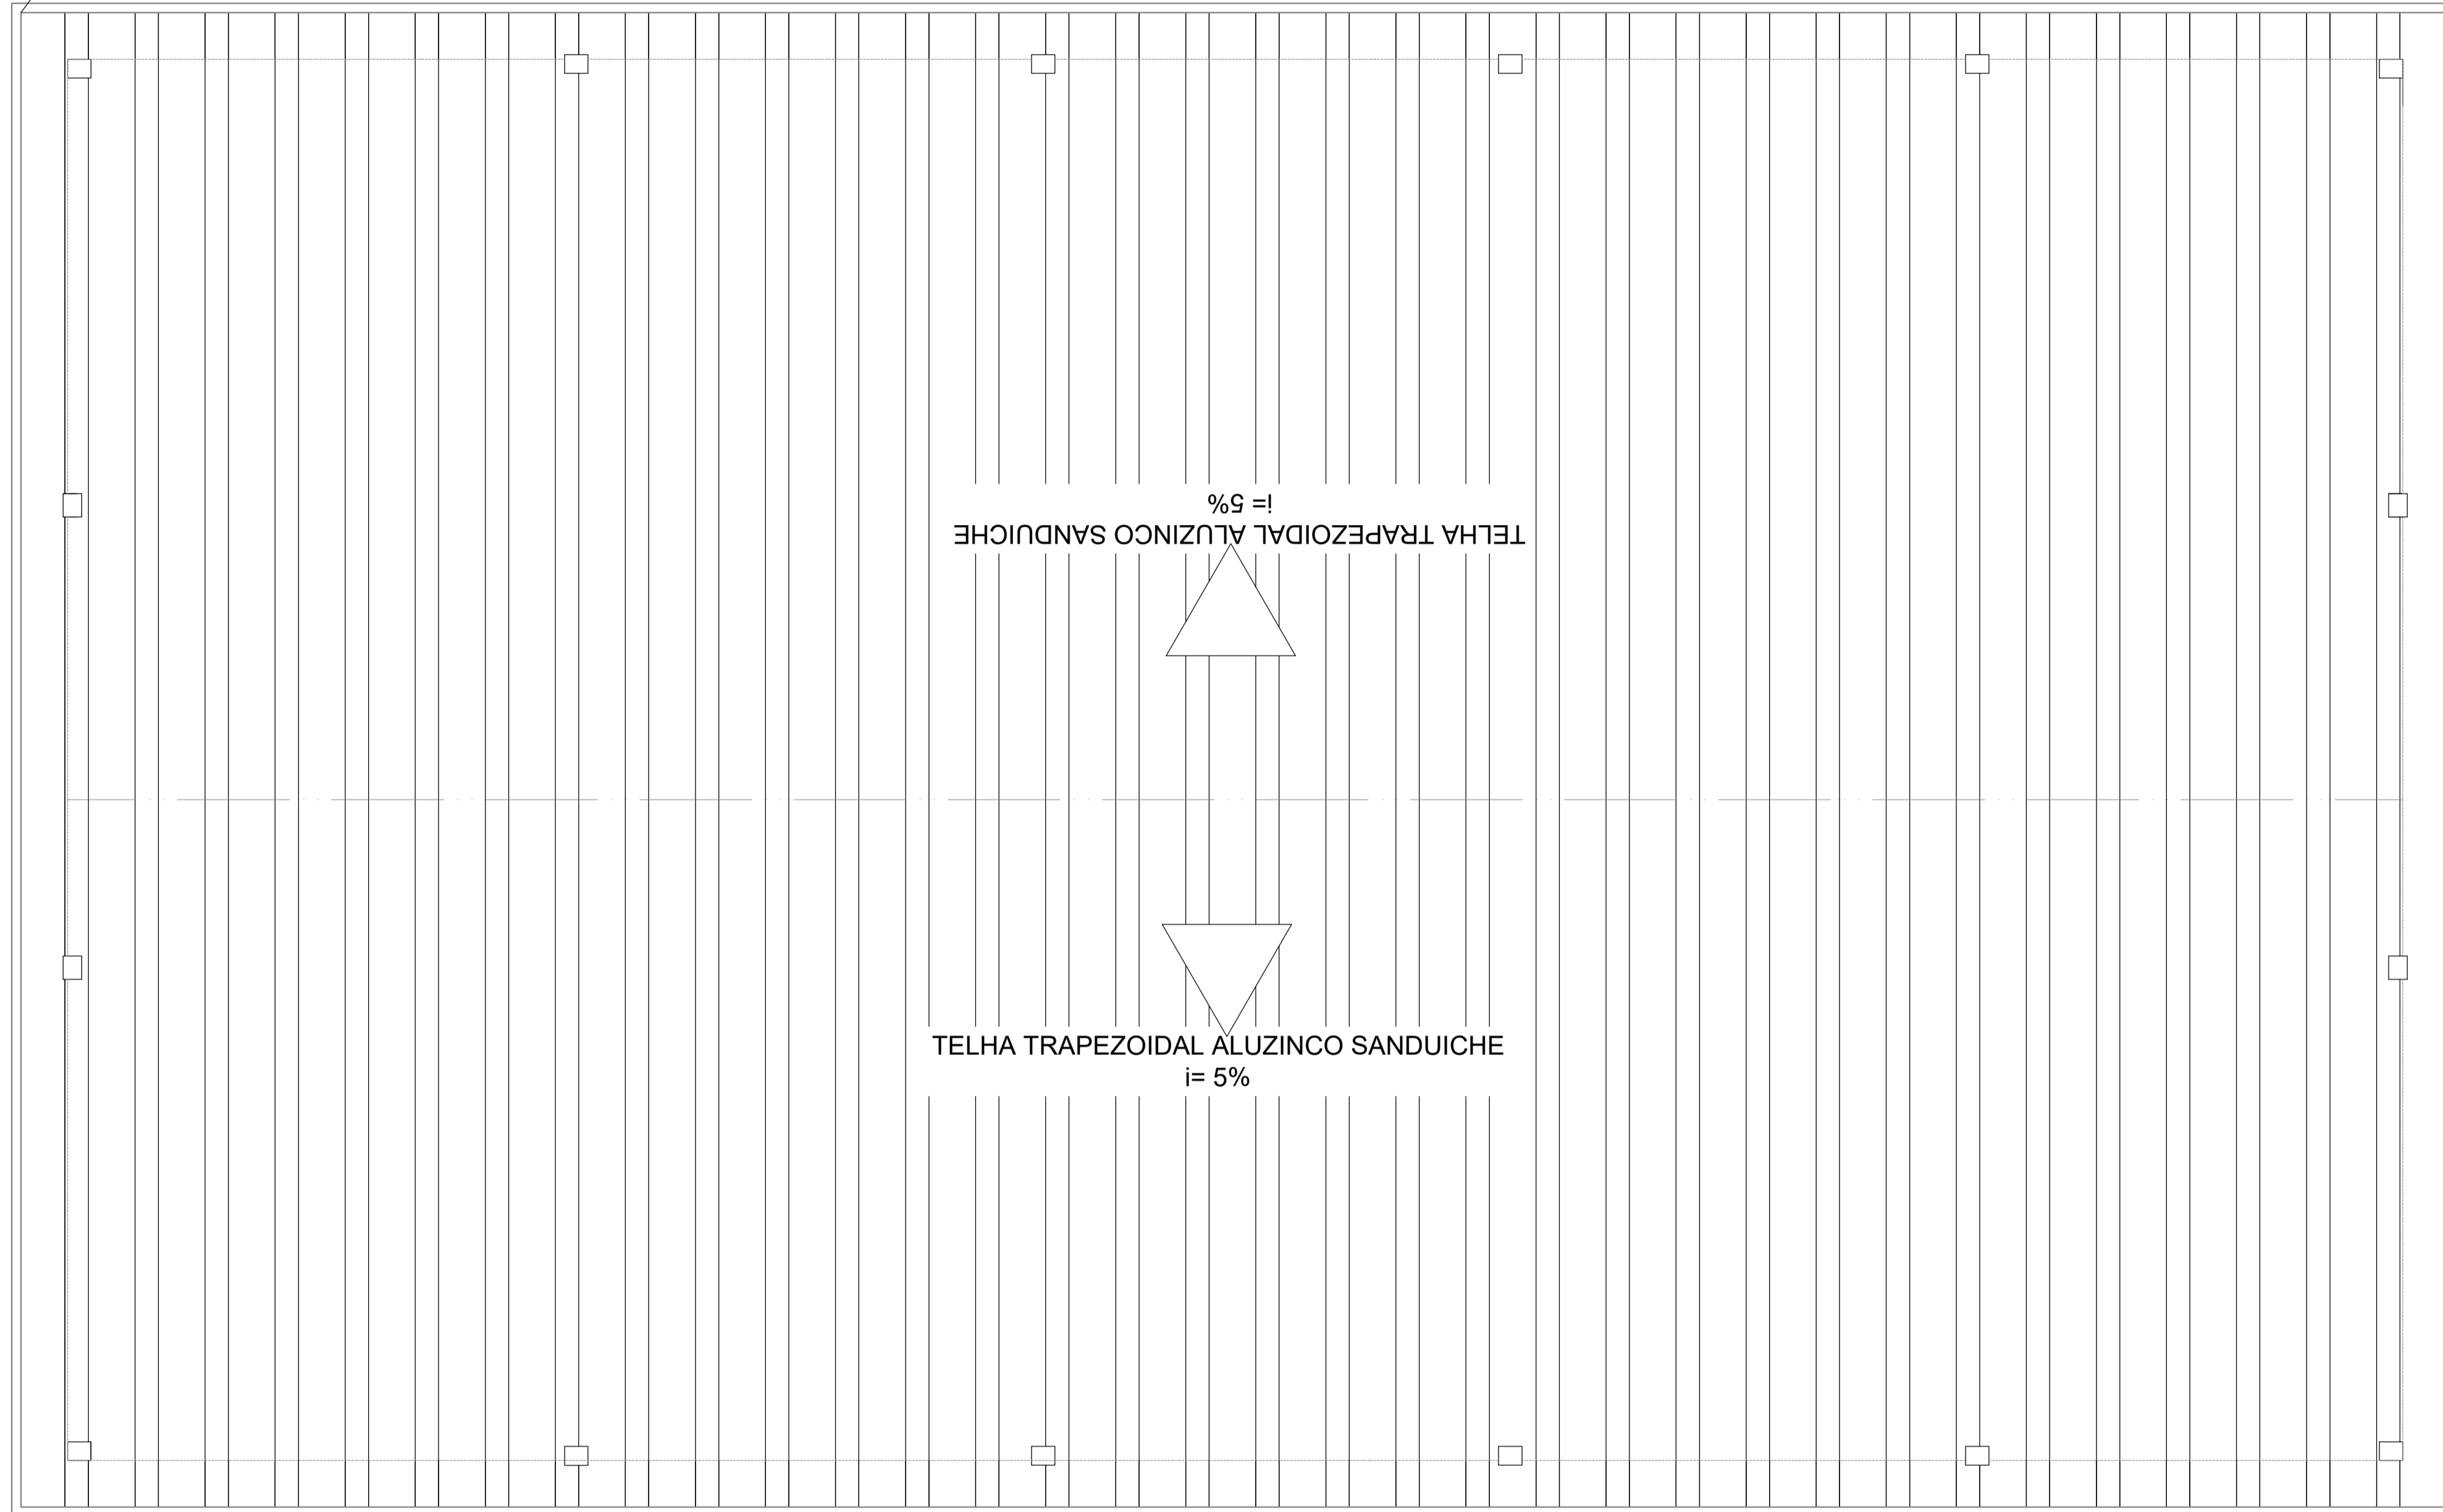 TELHA TRAPEZOIDAL ALUZINCO SANDUICHE
i= 5%
TELHA TRAPEZOIDAL ALUZINCO SANDUICHE
i= 5%